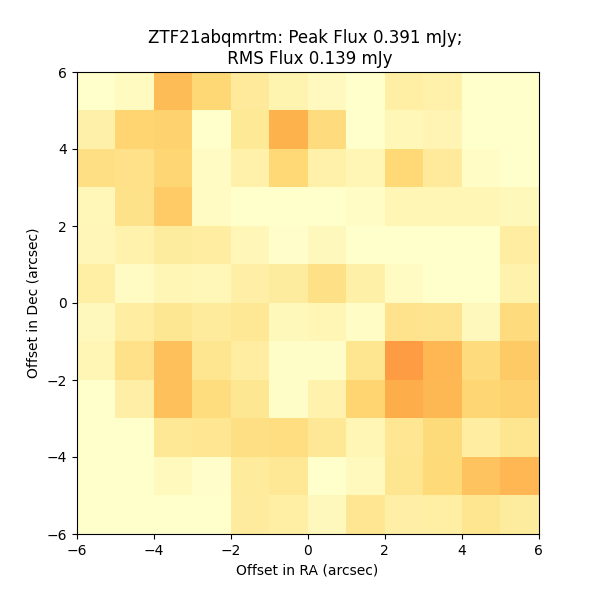 ZTF21abqmrtm: Peak Flux 0.391 mJy;
RMS Flux 0.139 mJy
6
4
2
0
−2
−4
−6
Offset in Dec (arcsec)
−6 −4 −2 0 2 4 6
Offset in RA (arcsec)